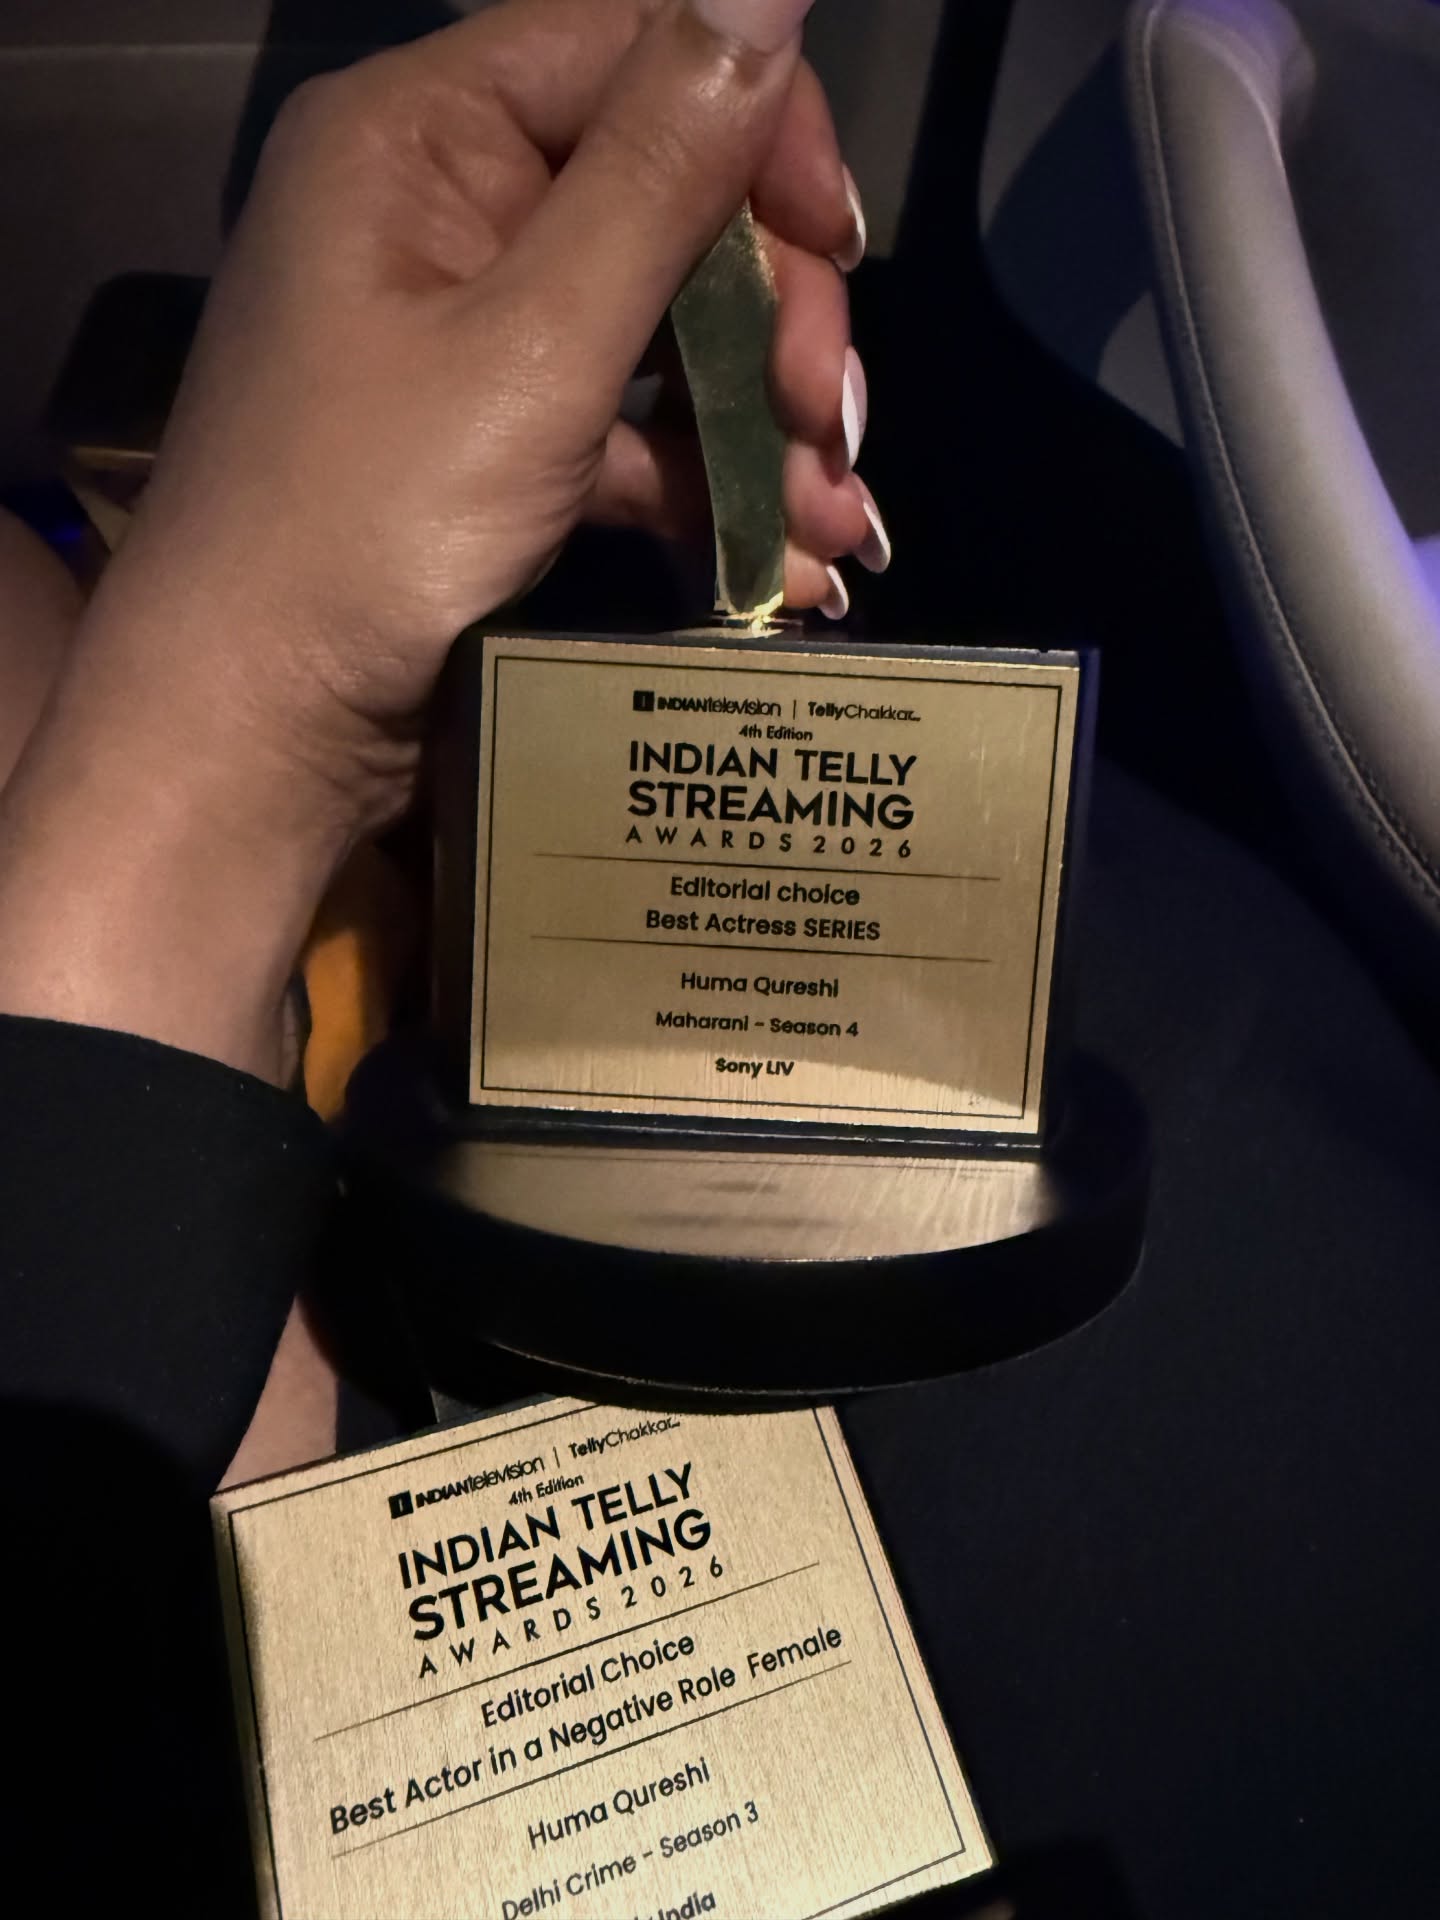 INDIANtelevision | TellyChakkar
4th Edition
INDIAN TELLY
STREAMING
AWARDS 2026
Editorial choice
Best Actress SERIES
Huma Qureshi
Maharani - Season 4
Sony LIV
INDIANtelevision | TellyChakkar
4th Edition
INDIAN TELLY
STREAMING
AWARDS 2026
Editorial Choice
Best Actor in a Negative Role Female
Huma Qureshi
Delhi Crime - Season 3
India